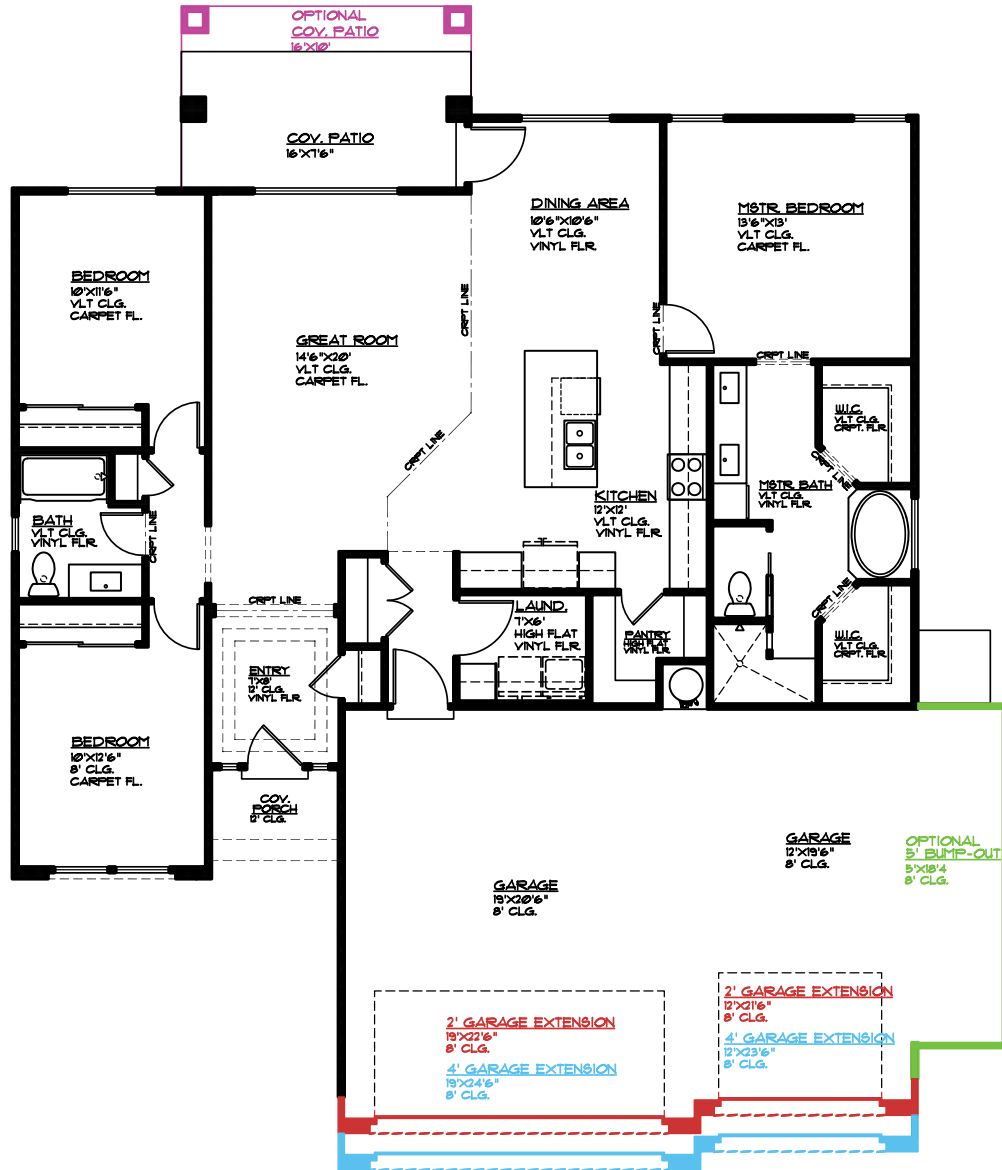 OPTIONAL
COV. PATIO
16'X10'
COV. PATIO
16'X7'6"
DINING AREA
10'6"X10'6"
VLT CLG.
VINYL FLR.
MSTR. BEDROOM
13'6"X13'
VLT CLG.
CARPET FL.
BEDROOM
10'X11'6"
VLT CLG.
CARPET FL.
GREAT ROOM
14'6"X20'
VLT CLG.
CARPET FL.
CRPT LINE
CRPT LINE
CRPT LINE
CRPT LINE
W.I.C.
VLT CLG.
CRPT. FLR.
CRPT LINE
MSTR. BATH
VLT CLG.
VINYL FLR.
KITCHEN
12'X12'
VLT CLG.
VINYL FLR.
BATH
VLT CLG.
VINYL FLR.
CRPT LINE
CRPT LINE
CRPT LINE
LAUND.
7'X6'
HIGH FLAT
VINYL FLR.
PANTRY
HIGH FLAT
VINYL FLR.
W.I.C.
VLT CLG.
CRPT. FLR.
ENTRY
7'X8'
12' CLG.
VINYL FLR.
BEDROOM
10'X12'6"
8' CLG.
CARPET FL.
COV.
PORCH
12' CLG.
GARAGE
12'X19'6"
8' CLG.
OPTIONAL
5' BUMP-OUT
5'X18'4
8' CLG.
GARAGE
19'X20'6"
8' CLG.
2' GARAGE EXTENSION
12'X21'6"
8' CLG.
4' GARAGE EXTENSION
12'X23'6"
8' CLG.
2' GARAGE EXTENSION
19'X22'6"
8' CLG.
4' GARAGE EXTENSION
19'X24'6"
8' CLG.